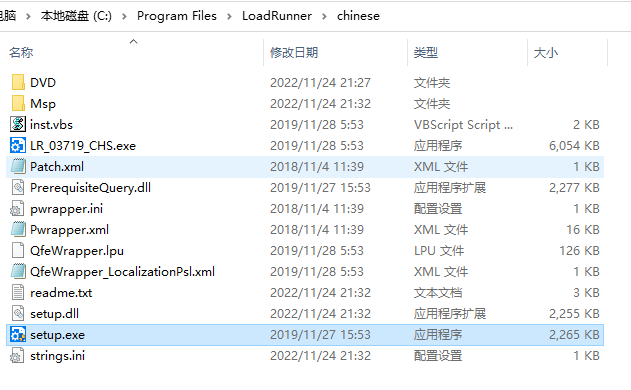 电脑 › 本地磁盘 (C:) › Program Files › LoadRunner › chinese
名称 修改日期 类型 大小
DVD 2022/11/24 21:27 文件夹
Msp 2022/11/24 21:32 文件夹
inst.vbs 2019/11/28 5:53 VBScript Script ... 2 KB
LR_03719_CHS.exe 2019/11/28 5:53 应用程序 6,054 KB
Patch.xml 2018/11/4 11:39 XML 文件 1 KB
PrerequisiteQuery.dll 2019/11/27 15:53 应用程序扩展 2,277 KB
pwrapper.ini 2018/11/4 11:39 配置设置 1 KB
Pwrapper.xml 2018/11/4 11:39 XML 文件 16 KB
QfeWrapper.lpu 2019/11/28 5:53 LPU 文件 126 KB
QfeWrapper_LocalizationPsl.xml 2019/11/28 5:53 XML 文件 1 KB
readme.txt 2022/11/24 21:32 文本文档 3 KB
setup.dll 2022/11/24 21:32 应用程序扩展 2,255 KB
setup.exe 2019/11/27 15:53 应用程序 2,265 KB
strings.ini 2022/11/24 21:32 配置设置 1 KB